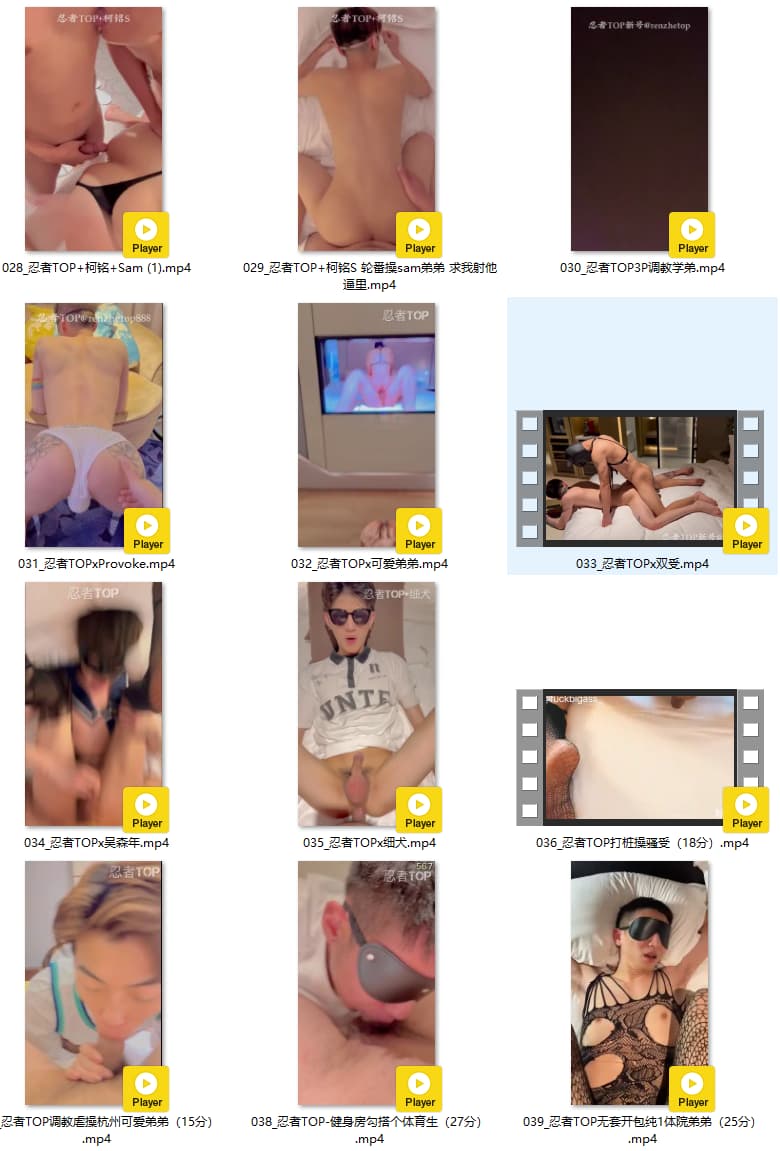 忍者TOP+柯铭S
忍者TOP+柯铭S
忍者TOP新号@renzhetop
Player
Player
Player
028_忍者TOP+柯铭+Sam (1).mp4
029_忍者TOP+柯铭S 轮番操sam弟弟 求我射他
逼里.mp4
030_忍者TOP3P调教学弟.mp4
忍者TOP@renzhetop888
忍者TOP
忍者TOP新号@
Player
Player
Player
031_忍者TOPxProvoke.mp4
032_忍者TOPx可爱弟弟.mp4
033_忍者TOPx双受.mp4
忍者TOP
忍者TOP+细犬
UNTE
fuckbigass
Player
Player
Player
034_忍者TOPx吴森年.mp4
035_忍者TOPx细犬.mp4
036_忍者TOP打桩操骚受（18分）.mp4
忍者TOP
567
忍者TOP
Player
Player
Player
_忍者TOP调教虐操杭州可爱弟弟（15分）
.mp4
038_忍者TOP-健身房勾搭个体育生（27分）
.mp4
039_忍者TOP无套开包纯1体院弟弟（25分）
.mp4